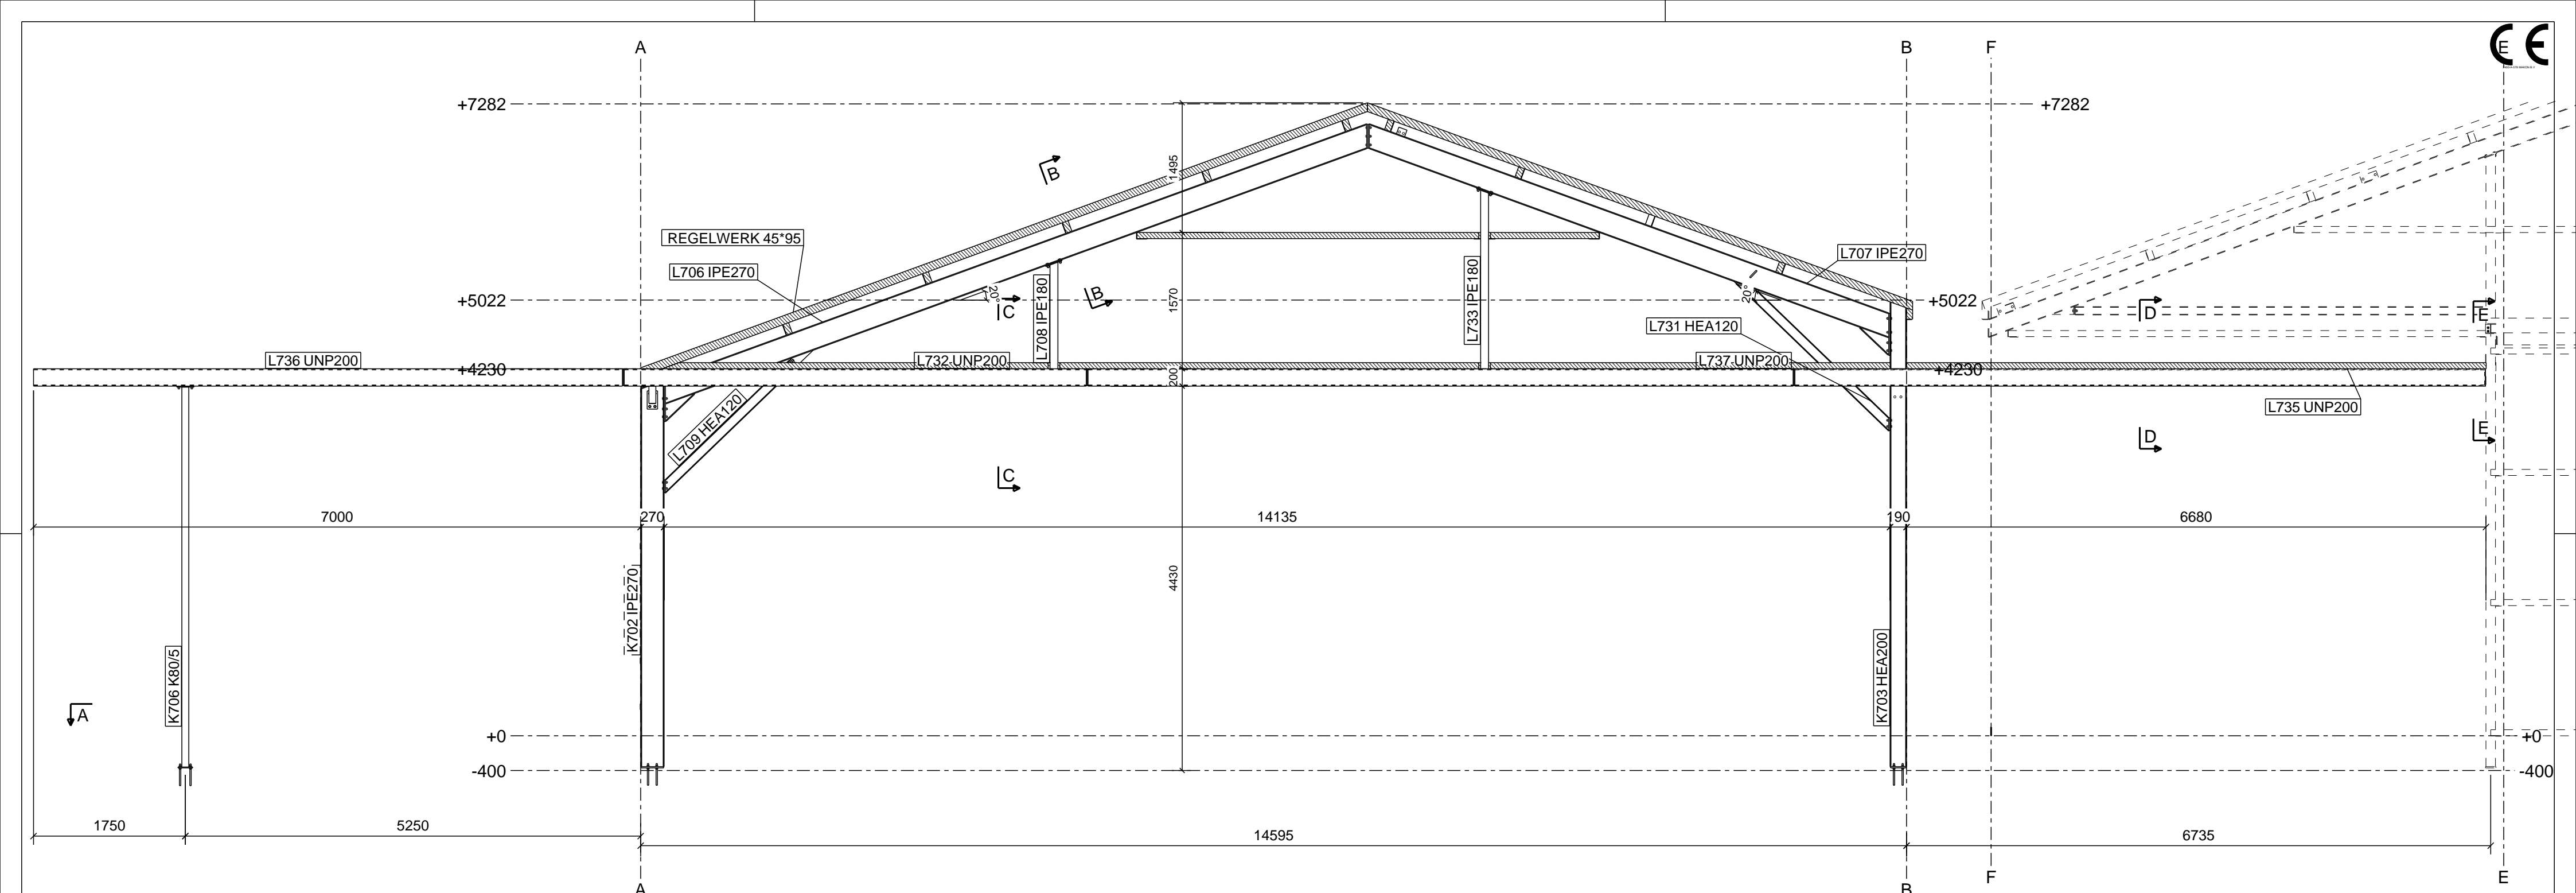 A
B
F
E
CE
+7282
+7282
1495
B
REGELWERK 45*95
L706 IPE270
L707 IPE270
+5022
20°
C
L708 IPE180
B
1570
L733 IPE180
20°
+5022
D
E
L731 HEA120
L736 UNP200
+4230
L732 UNP200
200
L737 UNP200
+4230
L735 UNP200
L709 HEA120
D
E
C
7000
270
14135
190
6680
4430
K702 IPE270
K706 K80/5
K703 HEA200
A
+0
+0
-400
-400
1750
5250
14595
6735
A
B
F
E